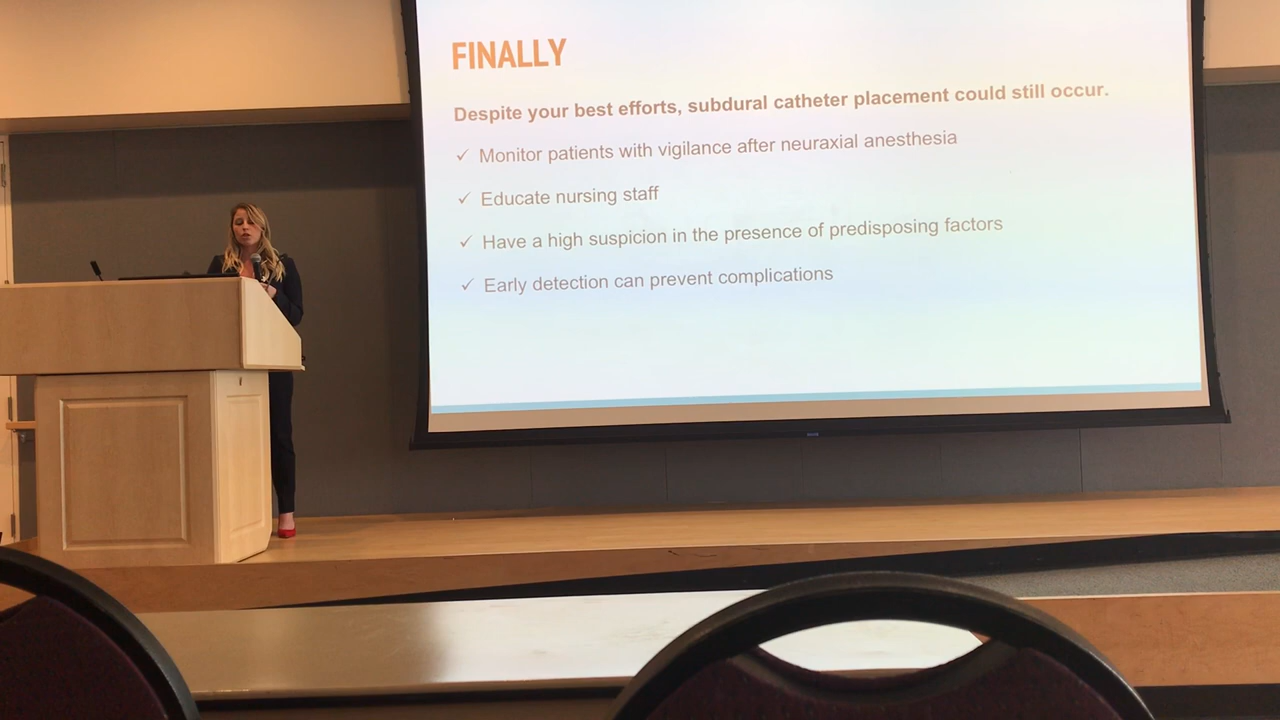 FINALLY
Despite your best efforts, subdural catheter placement could still occur.
✓ Monitor patients with vigilance after neuraxial anesthesia
✓ Educate nursing staff
✓ Have a high suspicion in the presence of predisposing factors
✓ Early detection can prevent complications